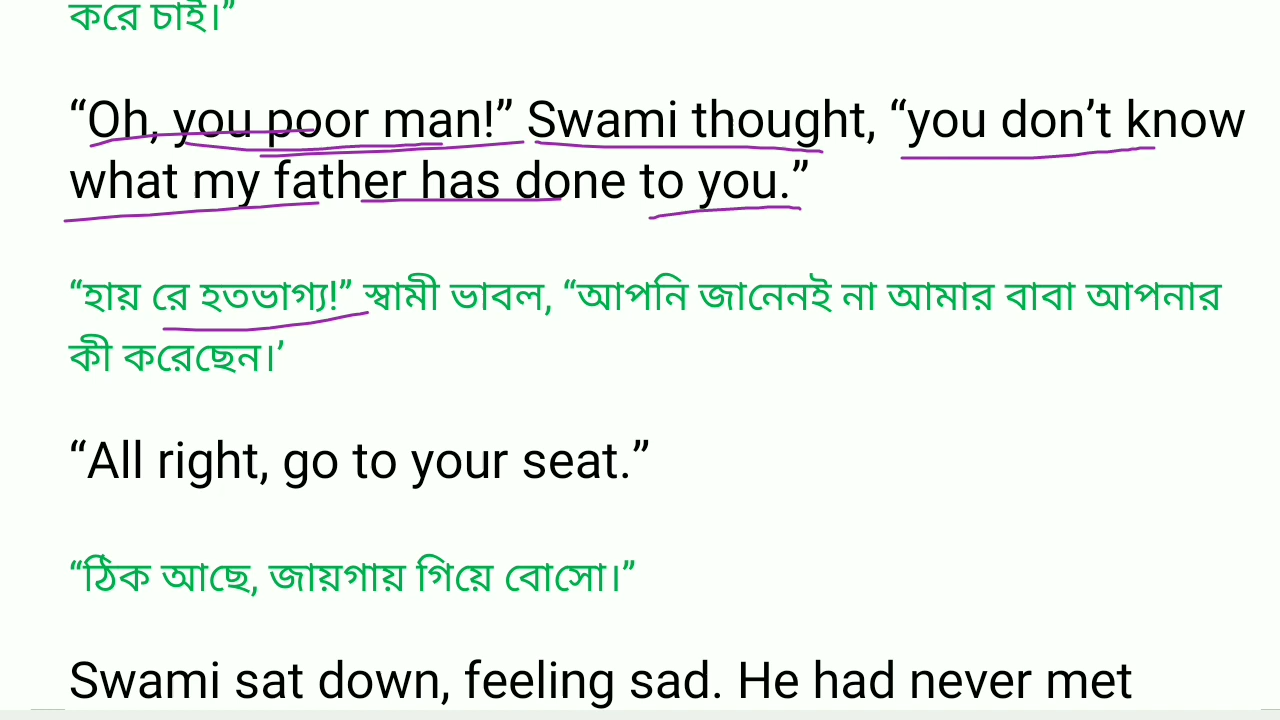 করে চাই।”
“Oh, you poor man!” Swami thought, “you don’t know
what my father has done to you.”
“হায় রে হতভাগ্য!” স্বামী ভাবল, “আপনি জানেনই না আমার বাবা আপনার
কী করেছেন।’
“All right, go to your seat.”
“ঠিক আছে, জায়গায় গিয়ে বোসো।”
Swami sat down, feeling sad. He had never met